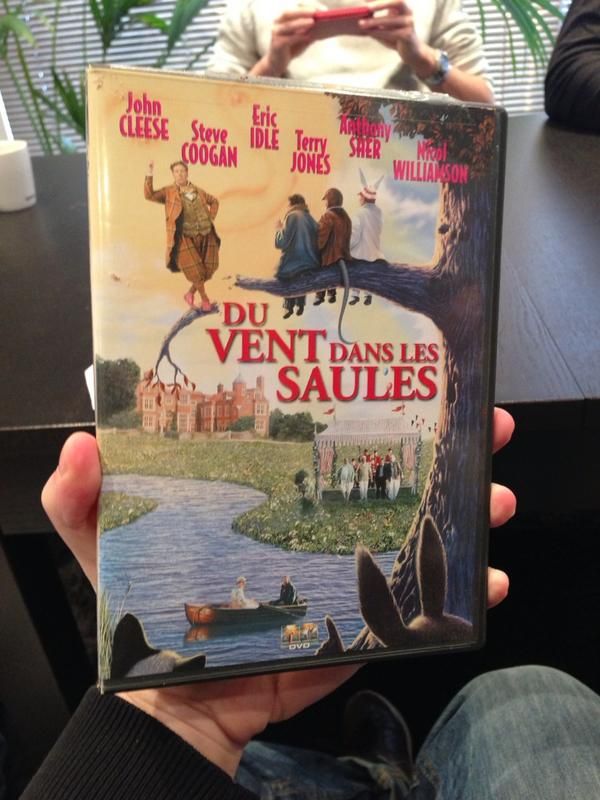 John
CLEESE
Steve
COOGAN
Eric
IDLE
Terry
JONES
Anthony
SHER
Nicol
WILLIAMSON
DU
VENT DANS LES
SAULES
DVD